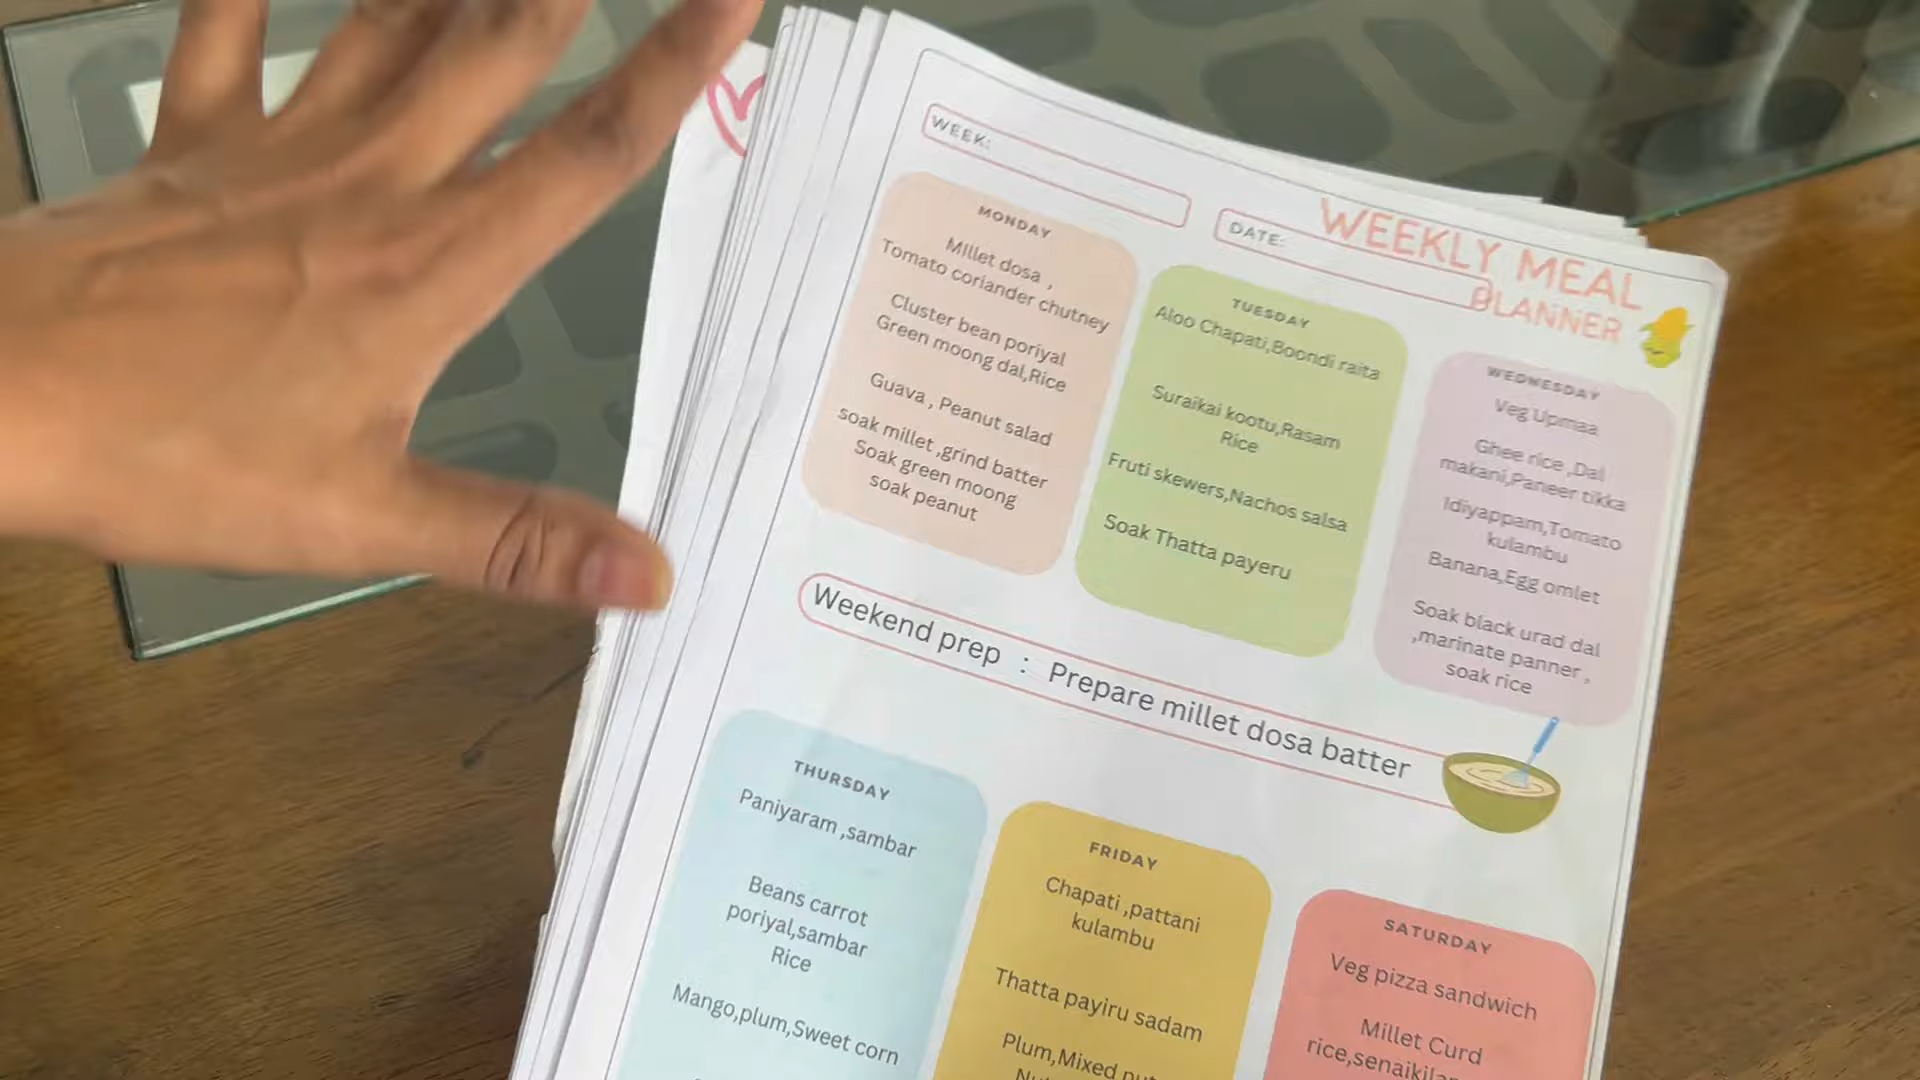 WEEK:
DATE:
WEEKLY MEAL
PLANNER
MONDAY
MIllet dosa ,
Tomato coriander chutney
Cluster bean poriyal
Green moong dal,Rice
Guava , Peanut salad
soak millet ,grind batter
Soak green moong
soak peanut
TUESDAY
Aloo Chapati,Boondi raita
Suraikai kootu,Rasam
Rice
Fruti skewers,Nachos salsa
Soak Thatta payeru
WEDNESDAY
Veg Upmaa
Ghee rice ,Dal
makani,Paneer tikka
Idiyappam,Tomato
kulambu
Banana,Egg omlet
Soak black urad dal
,marinate panner ,
soak rice
Weekend prep : Prepare millet dosa batter
THURSDAY
Paniyaram ,sambar
Beans carrot
poriyal,sambar
Rice
Mango,plum,Sweet corn
FRIDAY
Chapati ,pattani
kulambu
Thatta payiru sadam
Plum,Mixed
SATURDAY
Veg pizza sandwich
Millet Curd